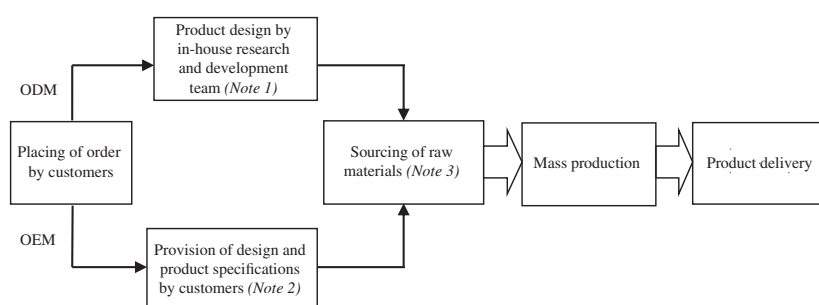 Product design by
in-house research
and development
team (Note 1)
ODM
Placing of order
by customers
Sourcing of raw
materials (Note 3)
Mass production
Product delivery
OEM
Provision of design and
product specifications
by customers (Note 2)